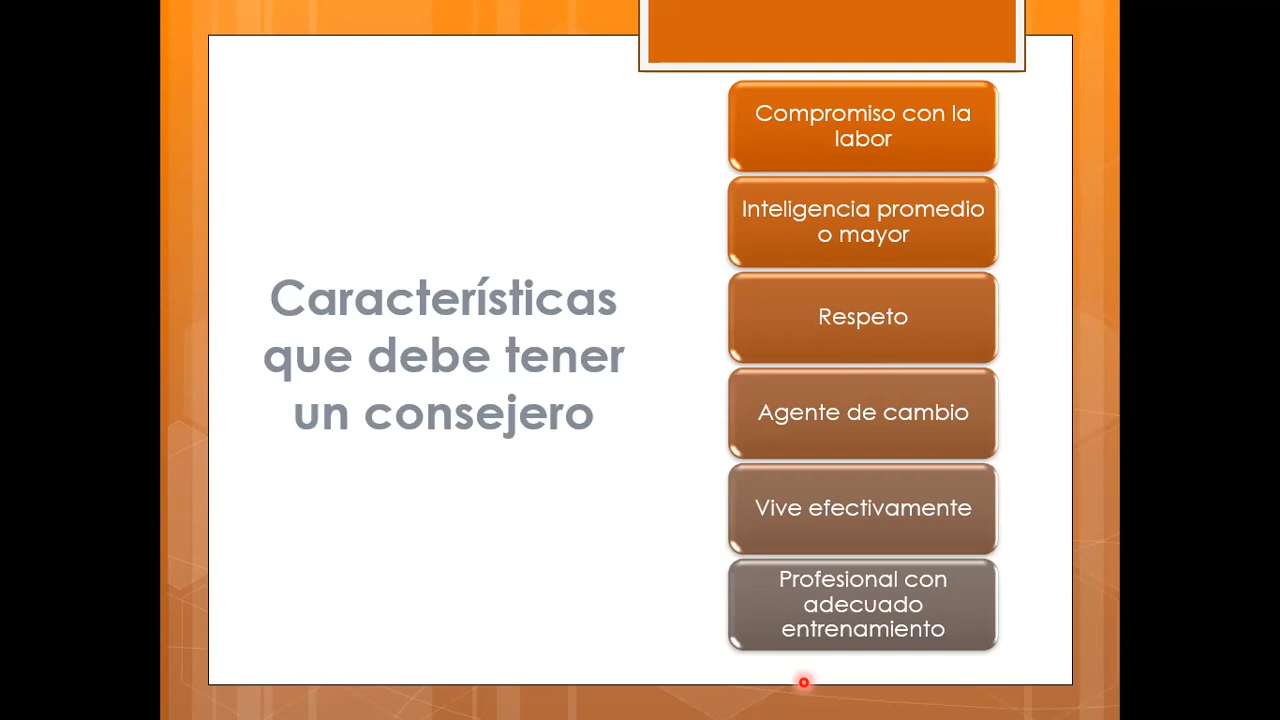 Características
que debe tener
un consejero
Compromiso con la
labor
Inteligencia promedio
o mayor
Respeto
Agente de cambio
Vive efectivamente
Profesional con
adecuado
entrenamiento